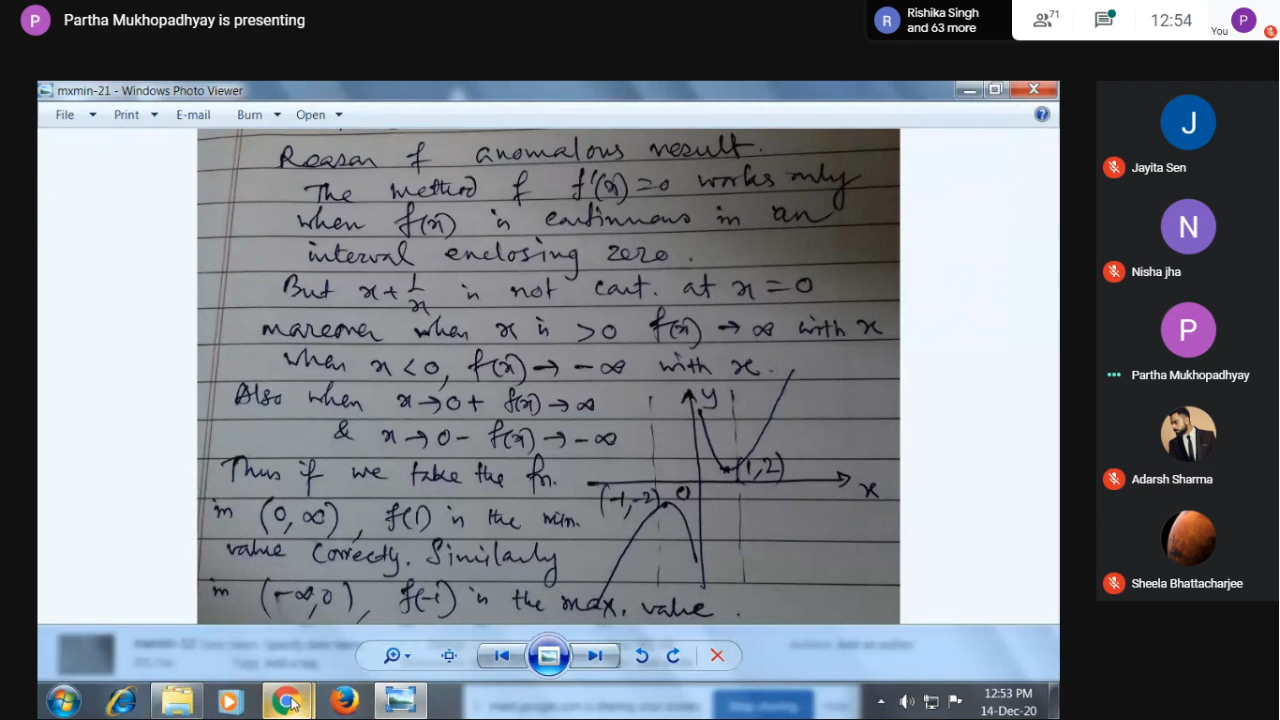 P Partha Mukhopadhyay is presenting
R Rishika Singh
and 63 more
71
12:54
You
P
mxmin-21 - Windows Photo Viewer
File Print E-mail Burn Open
Reason of anomalous result.
The method of f'(x)=0 works only
when f(x) is continuous in an
interval enclosing zero.
But x + 1/x is not cont. at x = 0
moreover when x is > 0 f(x) → ∞ with x
when x < 0, f(x) → - ∞ with x.
Also when x → 0+ f(x) → ∞
& x → 0- f(x) → - ∞
Thus if we take the fn.
in (0, ∞), f(1) is the min.
value correctly. Similarly
in (-∞, 0), f(-1) is the max. value.
y
(1, 2)
x
(-1, -2)
0
J
Jayita Sen
N
Nisha jha
P
Partha Mukhopadhyay
Adarsh Sharma
Sheela Bhattacharjee
mxmin-12
Stop sharing
12:53 PM
14-Dec-20